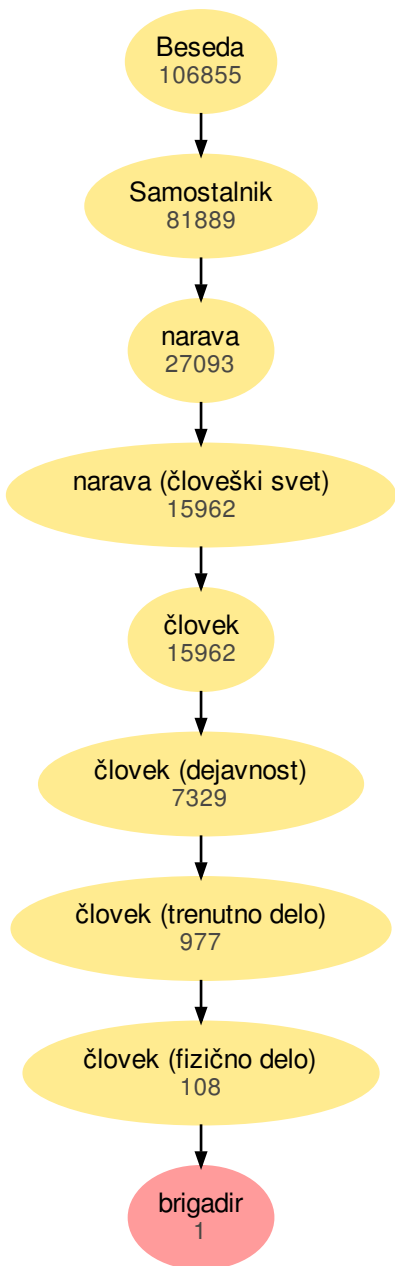 Beseda
106855
Samostalnik
81889
narava
27093
narava (človeški svet)
15962
človek
15962
človek (dejavnost)
7329
človek (trenutno delo)
977
človek (fizično delo)
108
brigadir
1